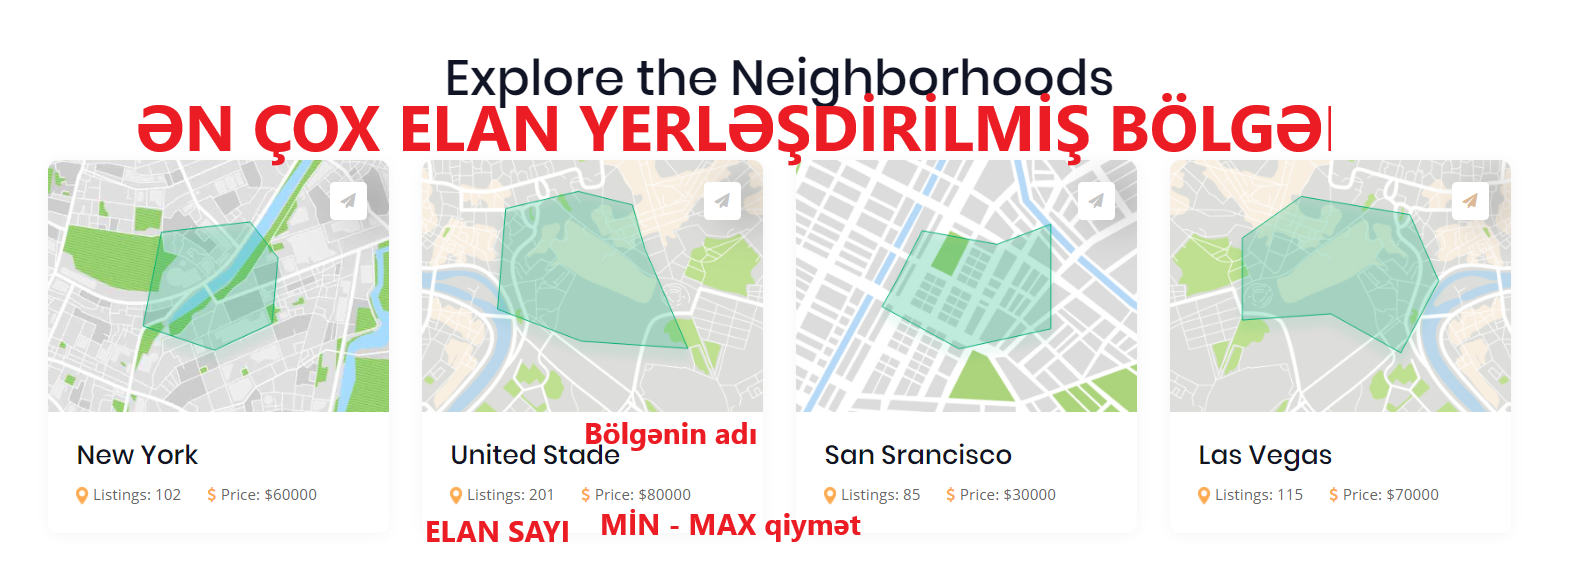 Explore the Neighborhoods
ƏN ÇOX ELAN YERLƏŞDİRİLMİŞ BÖLGƏ
Bölgənin adı
New York
United Stade
San Srancisco
Las Vegas
Listings: 102 $ Price: $60000
Listings: 201 $ Price: $80000
Listings: 85 $ Price: $30000
Listings: 115 $ Price: $70000
ELAN SAYI
MİN - MAX qiymət